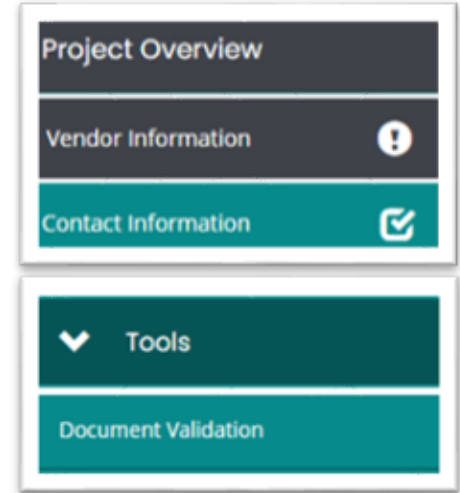 Project Overview
Vendor Information
Contact Information
Tools
Document Validation